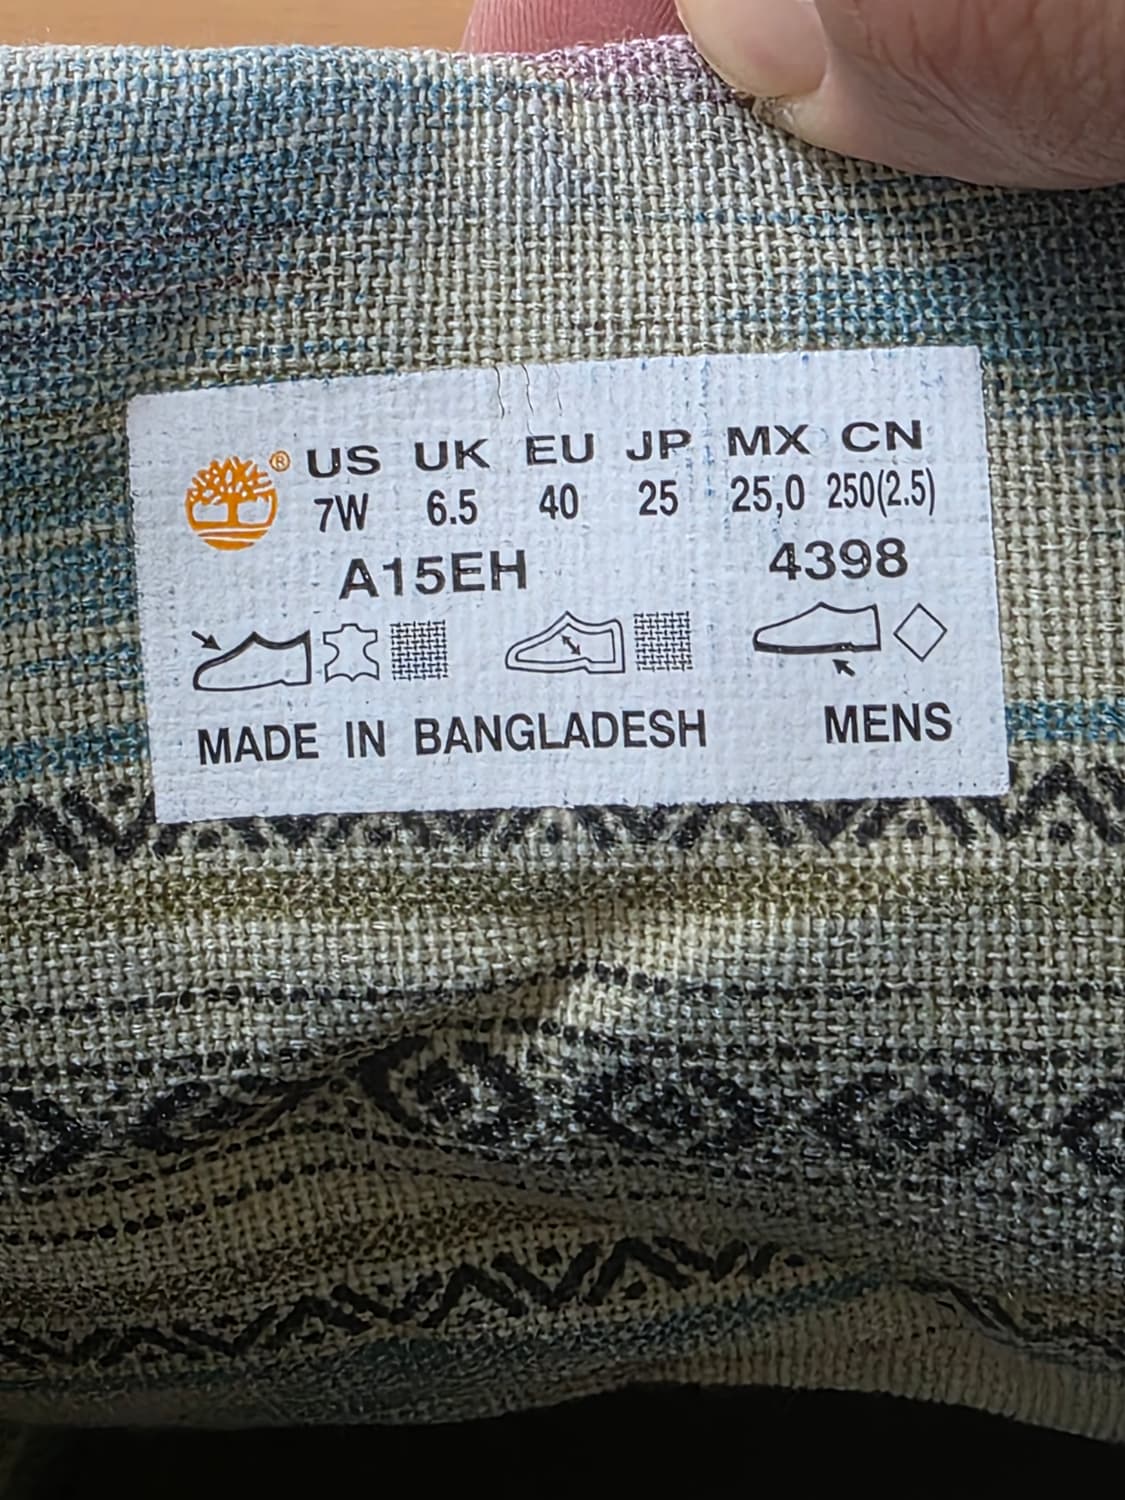 ® US UK EU JP MX CN
7W 6.5 40 25 25,0 250(2.5)
A15EH 4398
MADE IN BANGLADESH MENS